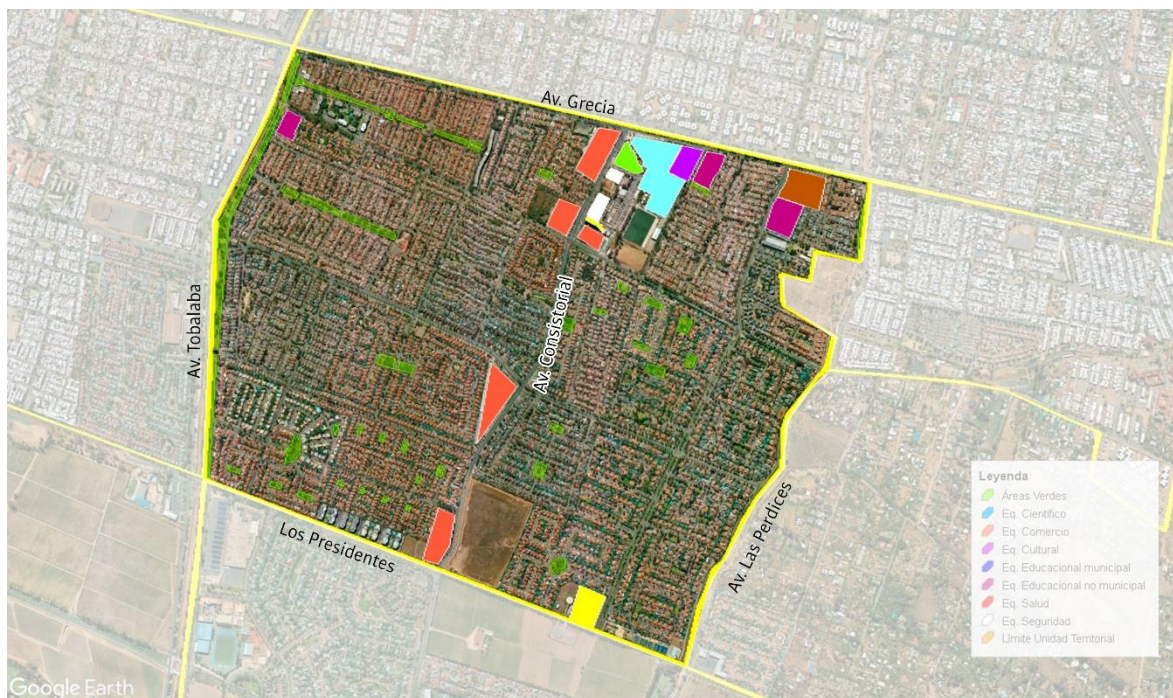 Av. Grecia
Av. Tobalaba
Av. Consistorial
Av. Las Perdices
Los Presidentes
Leyenda
Áreas Verdes
Eq. Científico
Eq. Comercio
Eq. Cultural
Eq. Educacional municipal
Eq. Educacional no municipal
Eq. Salud
Eq. Seguridad
Límite Unidad Territorial
Google Earth